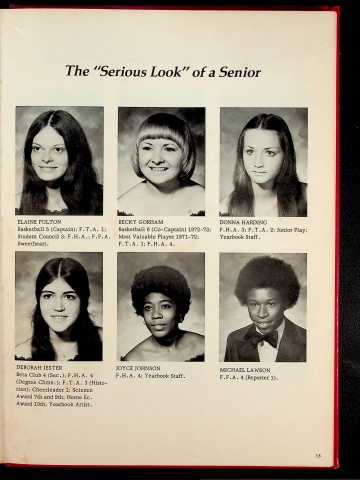 The "Serious Look" of a Senior
ELAINE FULTON
Basketball 5 (Captain); F.T.A. 1;
Student Council 3; F.H.A.; F.F.A.
Sweetheart.
BECKY GORHAM
Basketball 6 (Co-Captain) 1972-73;
Most Valuable Player 1971-72;
F.T.A. 1; F.H.A. 4.
DONNA HARDING
F.H.A. 3; F.T.A. 2; Junior Play;
Yearbook Staff.
DEBORAH JESTER
Beta Club 4 (Sec.); F.H.A. 4
(Degree Chmn.); F.T.A. 3 (Histo-
rian); Cheerleader 1; Science
Award 7th and 9th; Home Ec.
Award 10th; Yearbook Artist.
JOYCE JOHNSON
F.H.A. 4; Yearbook Staff.
MICHAEL LAWSON
F.F.A. 4 (Reporter 1).
15